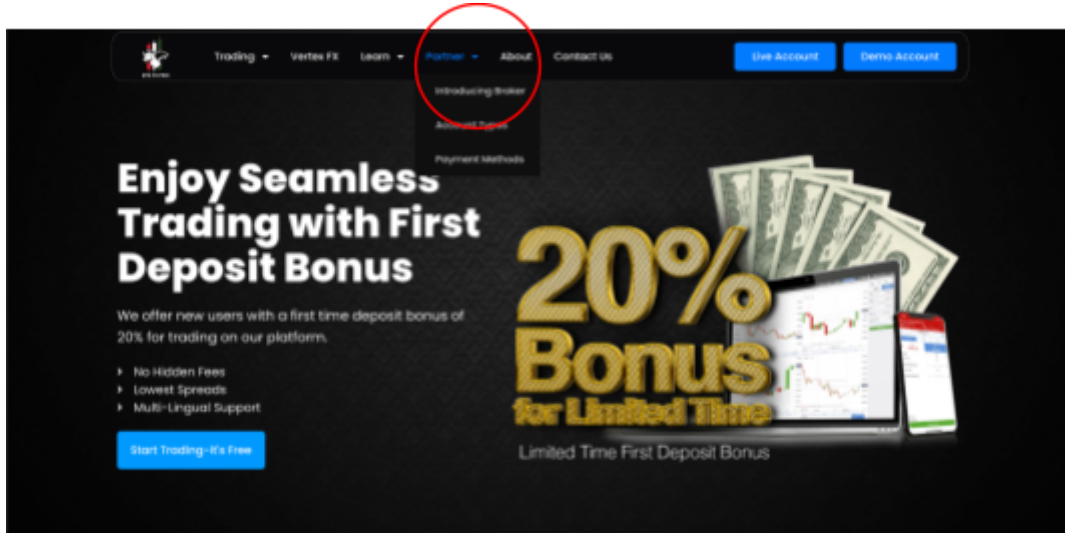 Trading
Vertex FX
Learn
Partner
About
Contact Us
Live Account
Demo Account
Introducing Broker
Account Types
Payment Methods
Enjoy Seamless
Trading with First
Deposit Bonus
We offer new users with a first time deposit bonus of
20% for trading on our platform.
No Hidden Fees
Lowest Spreads
Multi-Lingual Support
Start Trading-It's Free
20%
Bonus
for Limited Time
Limited Time First Deposit Bonus